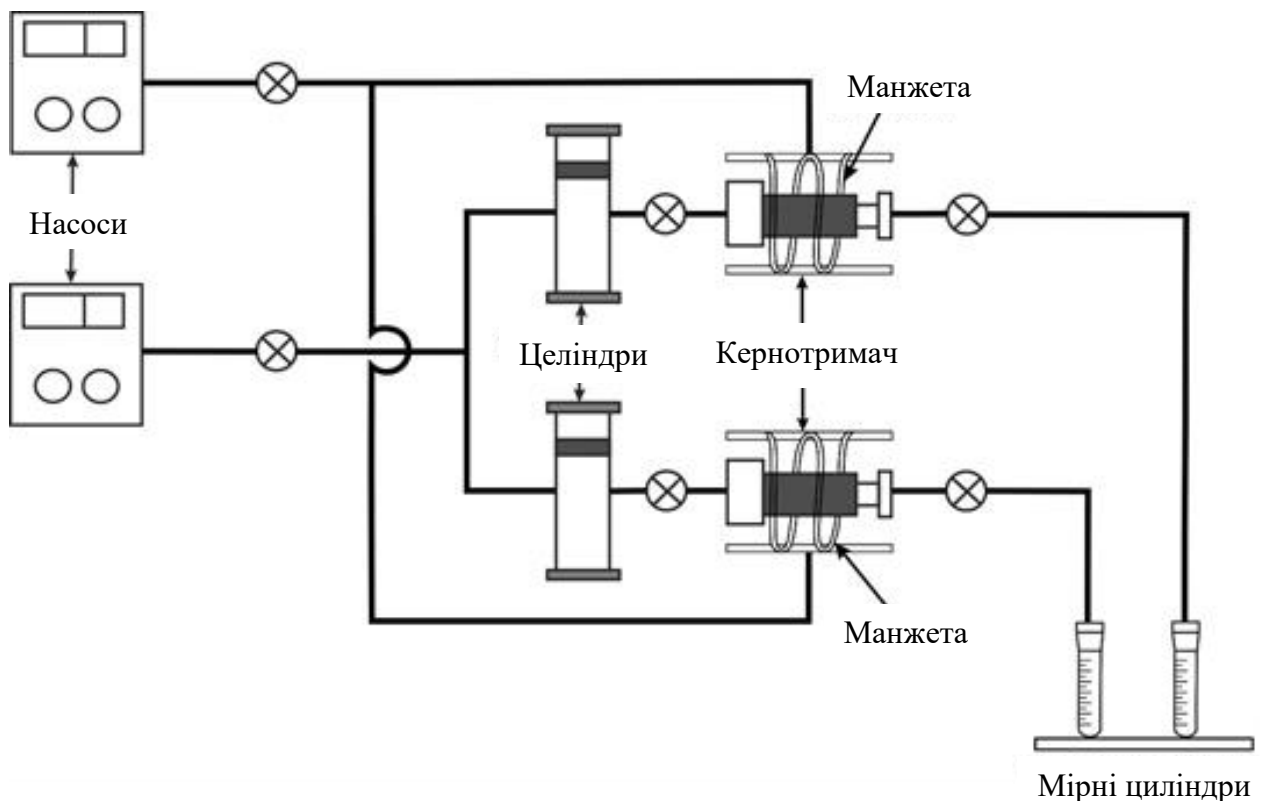 Манжета
Насоси
Целіндри
Кернотримач
Манжета
Мірні циліндри